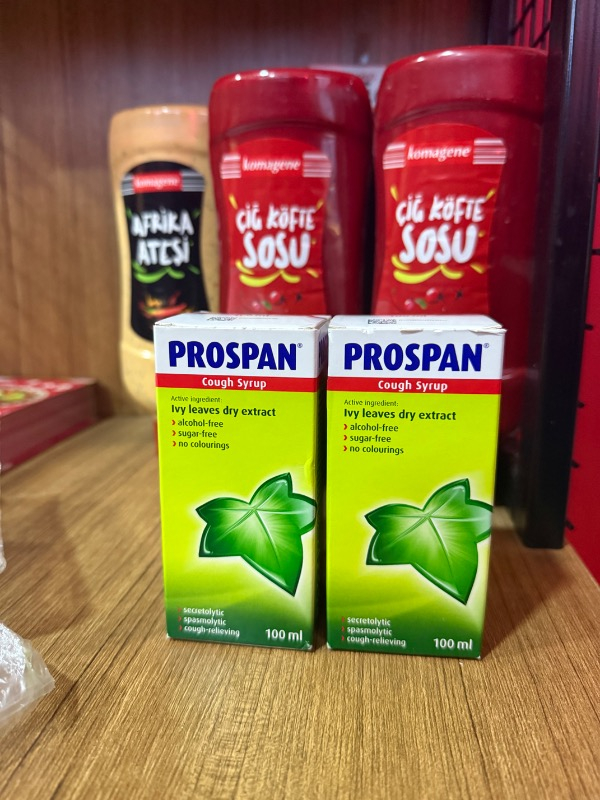 komagene
AFRİKA
ATEŞİ
komagene
ÇİĞ KÖFTE
SOSU
komagene
ÇİĞ KÖFTE
SOSU
PROSPAN®
Cough Syrup
Active ingredient:
Ivy leaves dry extract
› alcohol-free
› sugar-free
› no colourings
secretolytic
spasmolytic
cough-relieving
100 ml
PROSPAN®
Cough Syrup
Active ingredient:
Ivy leaves dry extract
› alcohol-free
› sugar-free
› no colourings
secretolytic
spasmolytic
cough-relieving
100 ml